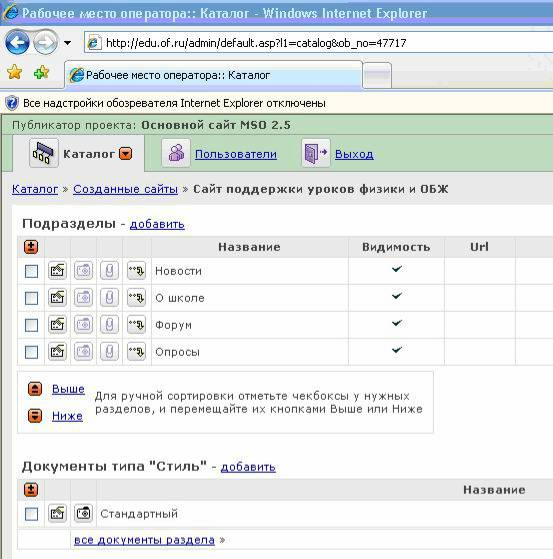 Рабочее место оператора:: Каталог - Windows Internet Explorer
http://edu.of.ru/admin/default.asp?l1=catalog&ob_no=47717
Рабочее место оператора:: Каталог
Все надстройки обозревателя Internet Explorer отключены
Публикатор проекта: Основной сайт MSO 2.5
Каталог Пользователи Выход
Каталог » Созданные сайты » Сайт поддержки уроков физики и ОБЖ
Подразделы - добавить
Название Видимость Url
Новости
О школе
Форум
Опросы
Выше
Ниже
Для ручной сортировки отметьте чекбоксы у нужных
разделов, и перемещайте их кнопками Выше или Ниже
Документы типа "Стиль" - добавить
Название
Стандартный
все документы раздела »